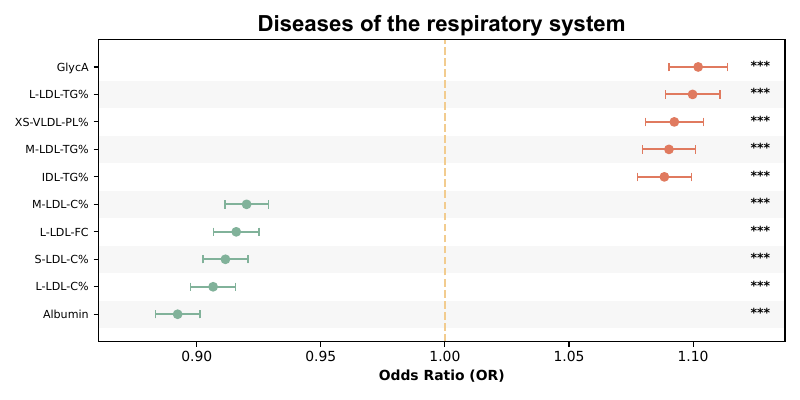 Diseases of the respiratory system
GlycA ***
L-LDL-TG% ***
XS-VLDL-PL% ***
M-LDL-TG% ***
IDL-TG% ***
M-LDL-C% ***
L-LDL-FC ***
S-LDL-C% ***
L-LDL-C% ***
Albumin ***
0.90 0.95 1.00 1.05 1.10
Odds Ratio (OR)